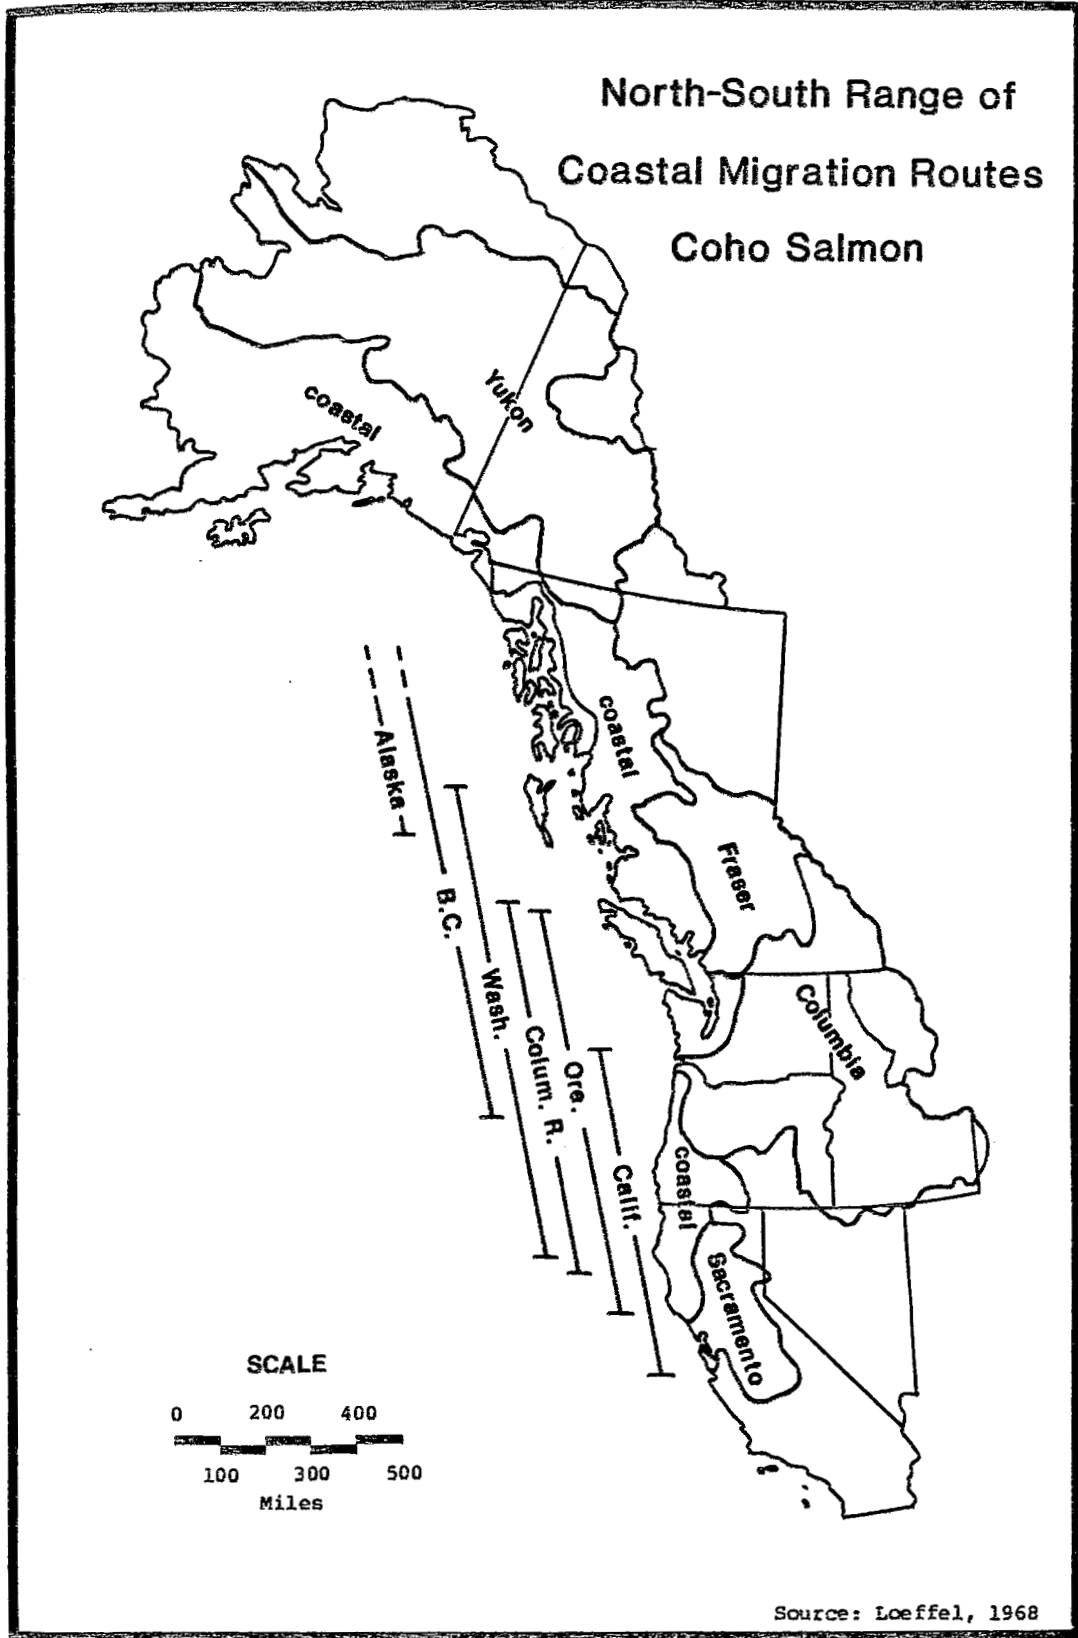 North-South Range of
Coastal Migration Routes
Coho Salmon
Yukon
coastal
coastal
Alaska
Fraser
B.C.
Wash.
Columbia
Colum. R.
Ore.
Calif.
coastal
Sacramento
SCALE
0 200 400
100 300 500
Miles
Source: Loeffel, 1968